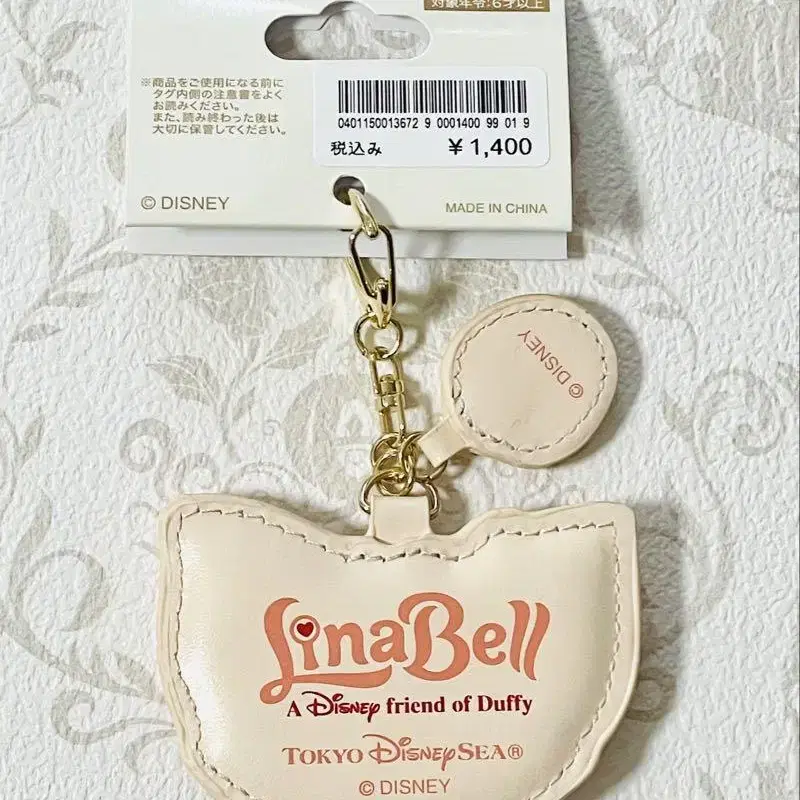 対象年令:6才以上
※商品をご使用になる前に
タグ内側の注意書をよく
お読みください。
また、読み終わった後は
大切に保管してください。
0401150013672 9 0001400 99 01 9
税込み ¥1,400
© DISNEY
MADE IN CHINA
© DISNEY
LinaBell
A Disney friend of Duffy
TOKYO DISNEYSEA®
© DISNEY